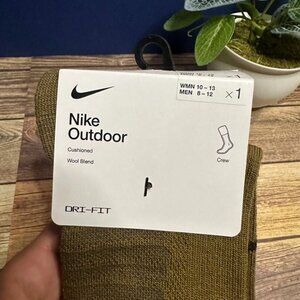 WMN 10 - 13
MEN 8 - 12
×1
Nike
Outdoor
Cushioned
Wool Blend
Crew
DRI-FIT